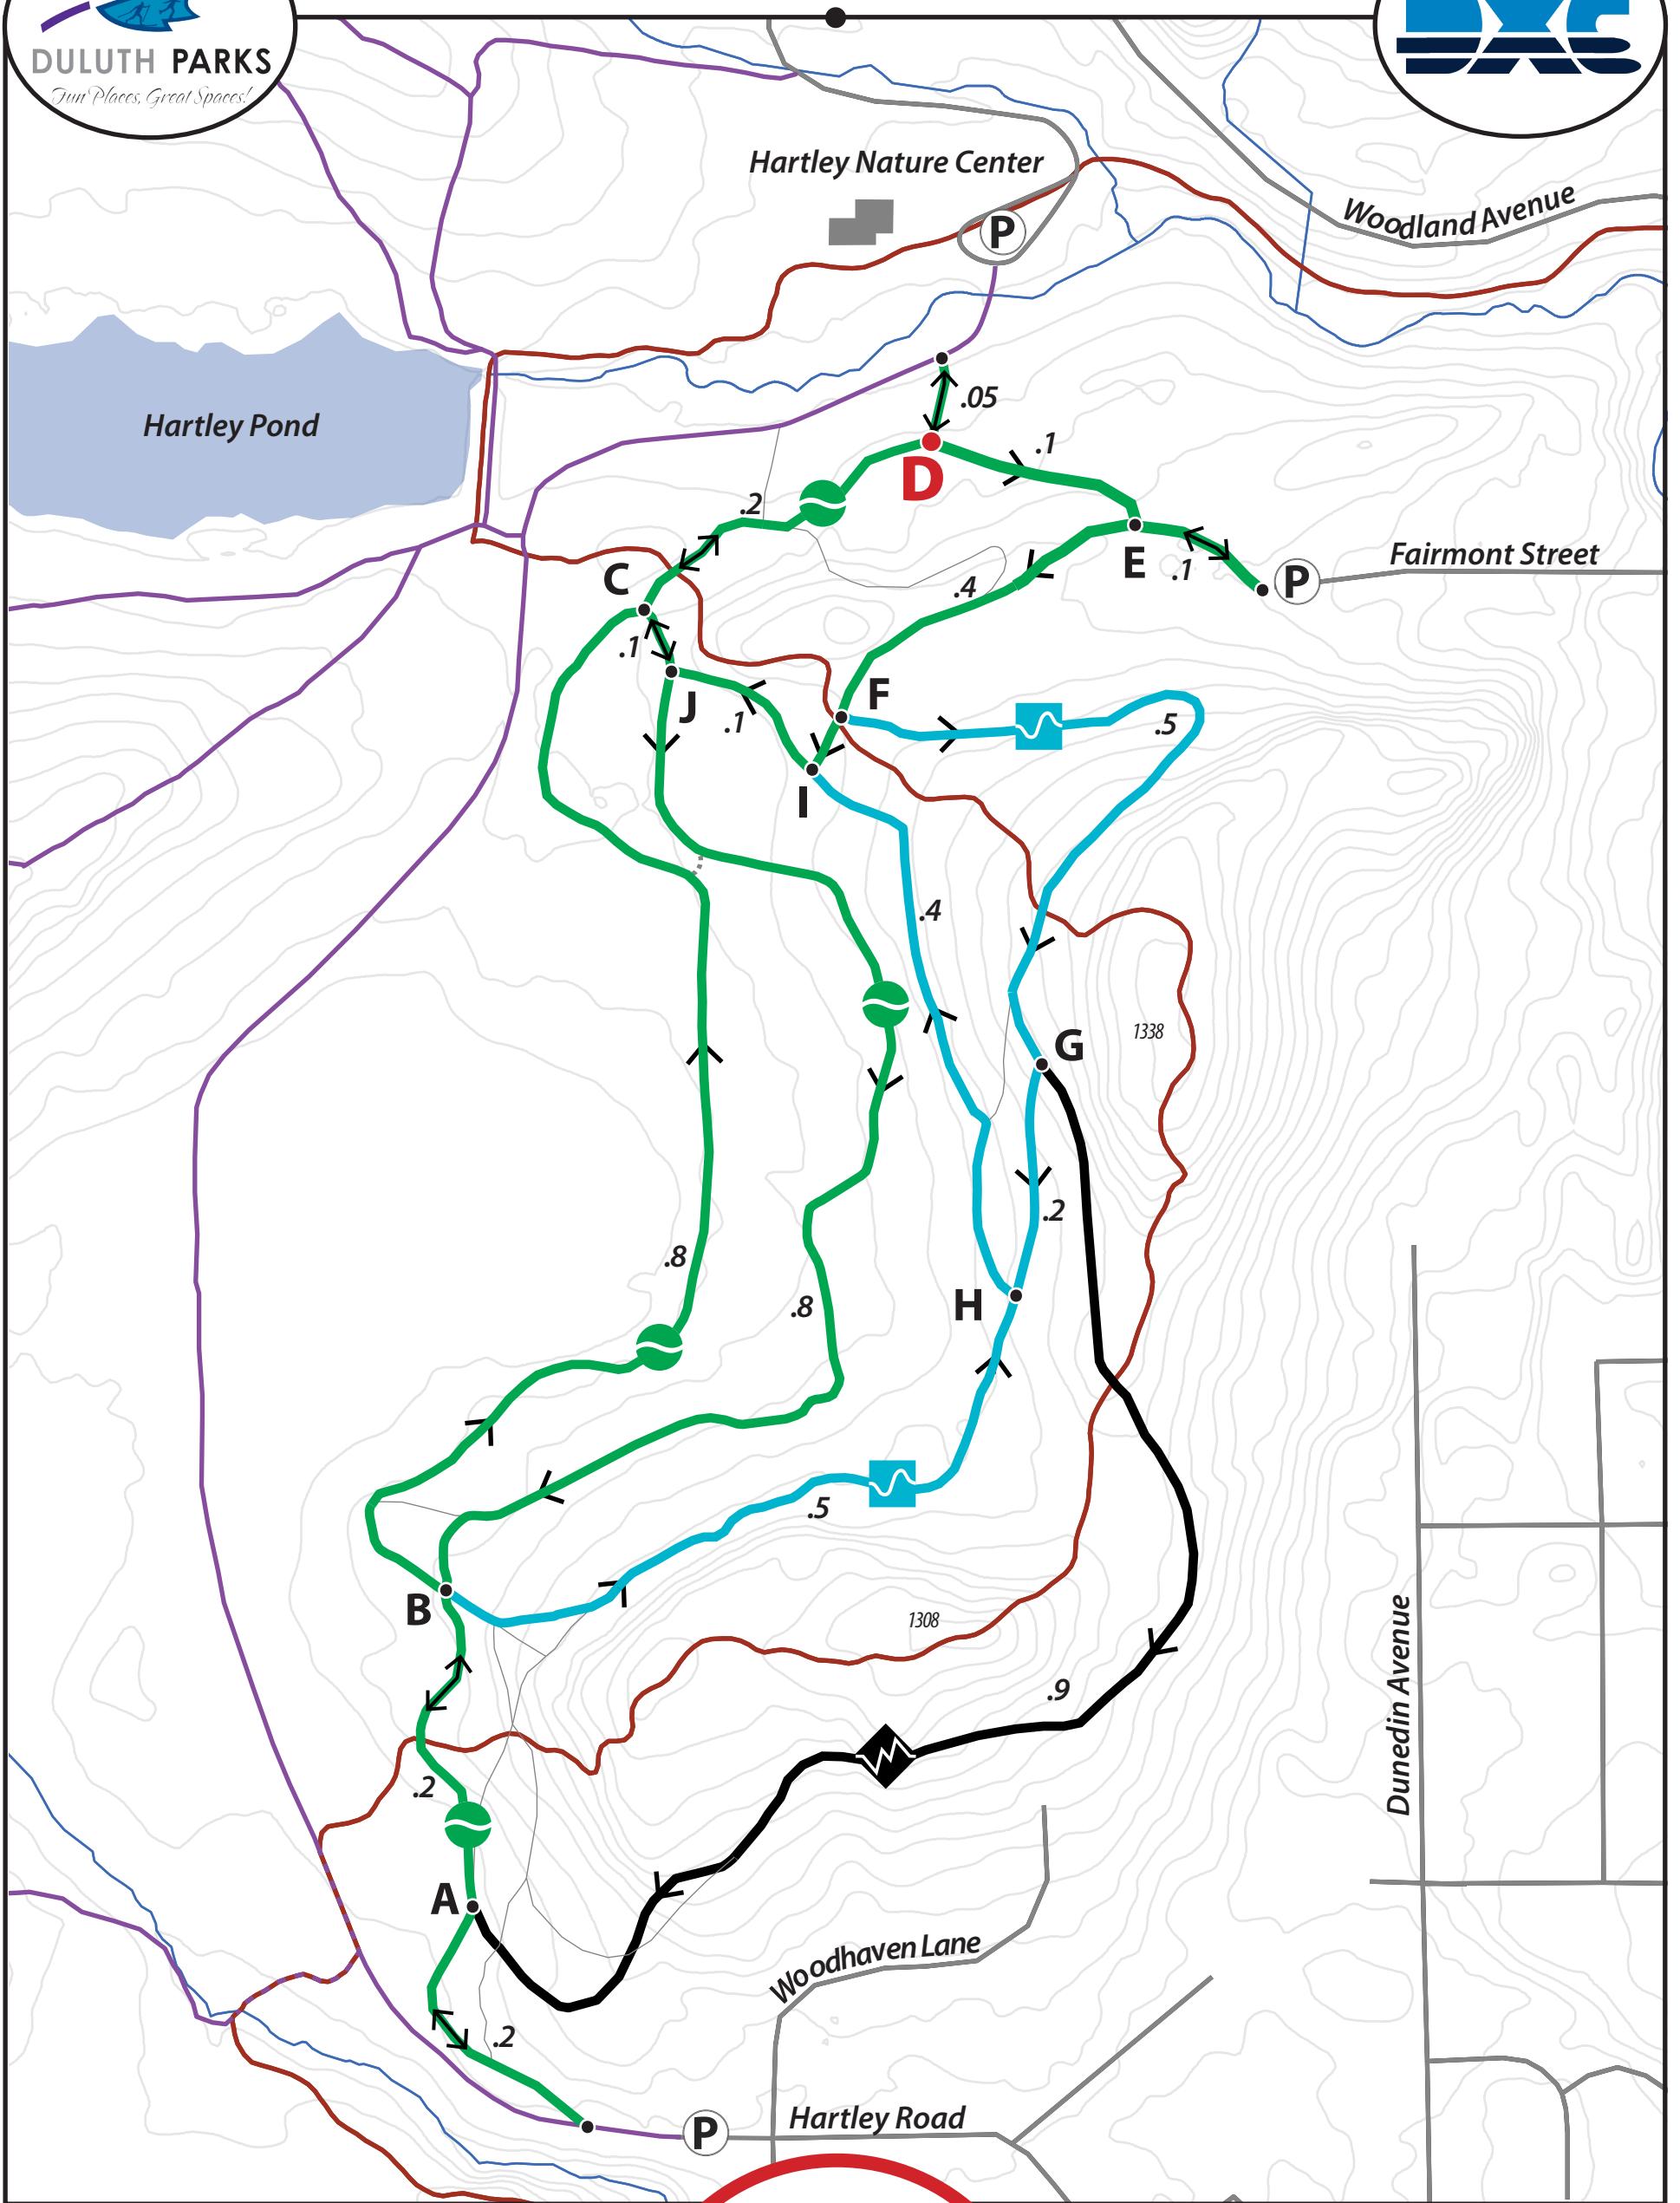 DULUTH PARKS
Fun Places, Great Spaces!
DXC
Hartley Nature Center
P
Woodland Avenue
Hartley Pond
.05
D
.1
.2
E
.1
P
Fairmont Street
C
.4
.1
J
.1
F
.5
I
.4
G
1338
.2
.8
H
.8
.5
B
1308
.9
Dunedin Avenue
.2
A
Woodhaven Lane
.2
P
Hartley Road